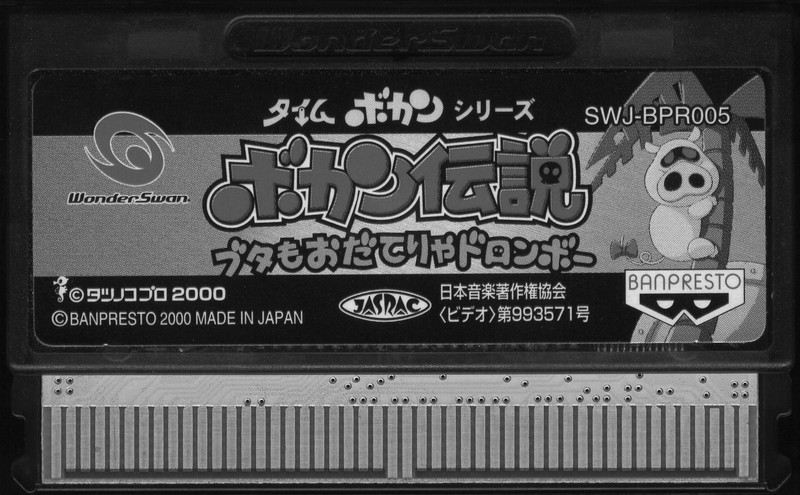 WonderSwan
タイムボカンシリーズ
SWJ-BPR005
WonderSwan
ボカン伝説
ブタもおだてりゃドロンボー
©タツノコプロ 2000
©BANPRESTO 2000 MADE IN JAPAN
JASRAC
日本音楽著作権協会
〈ビデオ〉第993571号
BANPRESTO